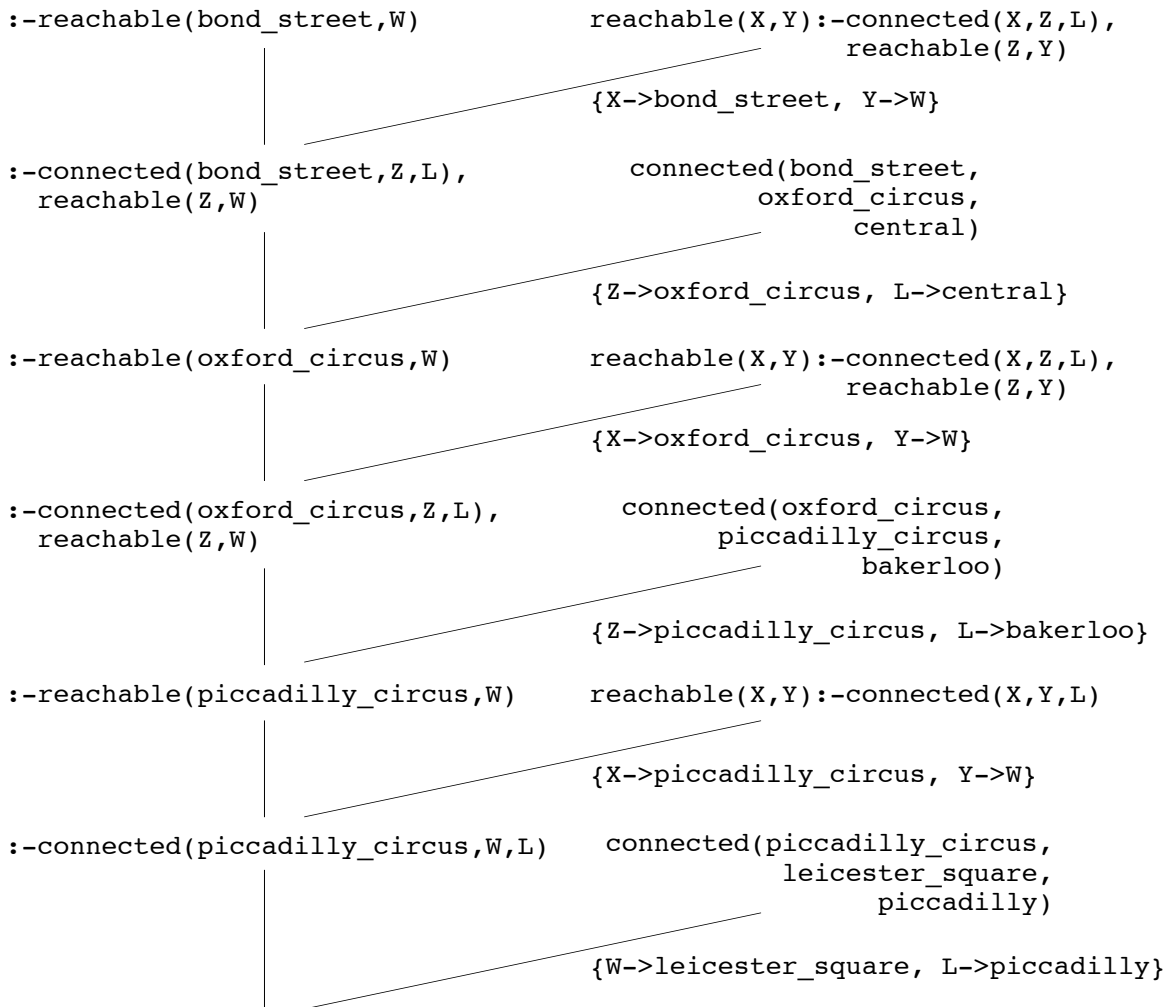 :-reachable(bond_street,W)
reachable(X,Y):-connected(X,Z,L),
reachable(Z,Y)
{X->bond_street, Y->W}
:-connected(bond_street,Z,L),
reachable(Z,W)
connected(bond_street,
oxford_circus,
central)
{Z->oxford_circus, L->central}
:-reachable(oxford_circus,W)
reachable(X,Y):-connected(X,Z,L),
reachable(Z,Y)
{X->oxford_circus, Y->W}
:-connected(oxford_circus,Z,L),
reachable(Z,W)
connected(oxford_circus,
piccadilly_circus,
bakerloo)
{Z->piccadilly_circus, L->bakerloo}
:-reachable(piccadilly_circus,W)
reachable(X,Y):-connected(X,Y,L)
{X->piccadilly_circus, Y->W}
:-connected(piccadilly_circus,W,L)
connected(piccadilly_circus,
leicester_square,
piccadilly)
{W->leicester_square, L->piccadilly}